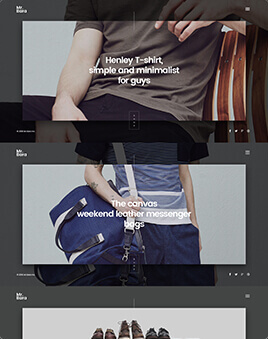 Mr.
Bara
Henley T-shirt,
simple and minimalist
for guys
Mr.
Bara
The canvas
weekend leather messenger
bags
Mr.
Bara